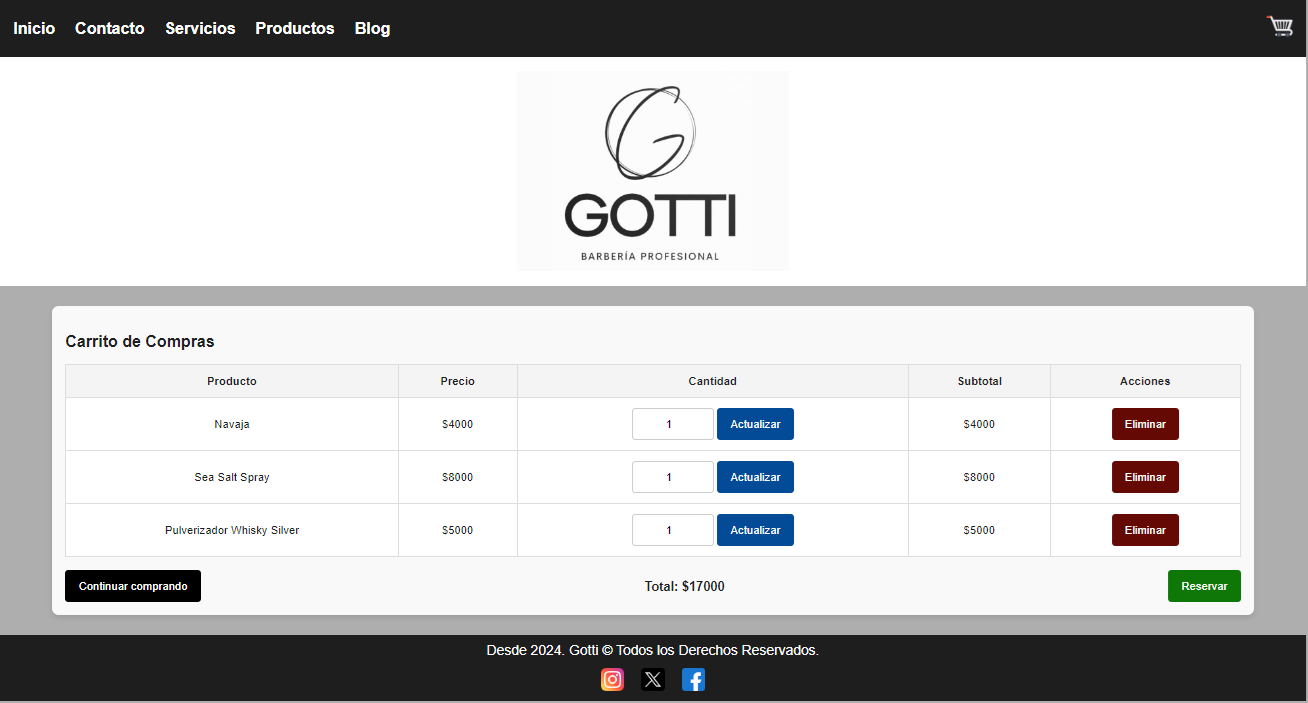 Inicio Contacto Servicios Productos Blog
GOTTI
BARBERÍA PROFESIONAL
Carrito de Compras
Producto Precio Cantidad Subtotal Acciones
Navaja $4000 1 Actualizar $4000 Eliminar
Sea Salt Spray $8000 1 Actualizar $8000 Eliminar
Pulverizador Whisky Silver $5000 1 Actualizar $5000 Eliminar
Continuar comprando Total: $17000 Reservar
Desde 2024. Gotti © Todos los Derechos Reservados.